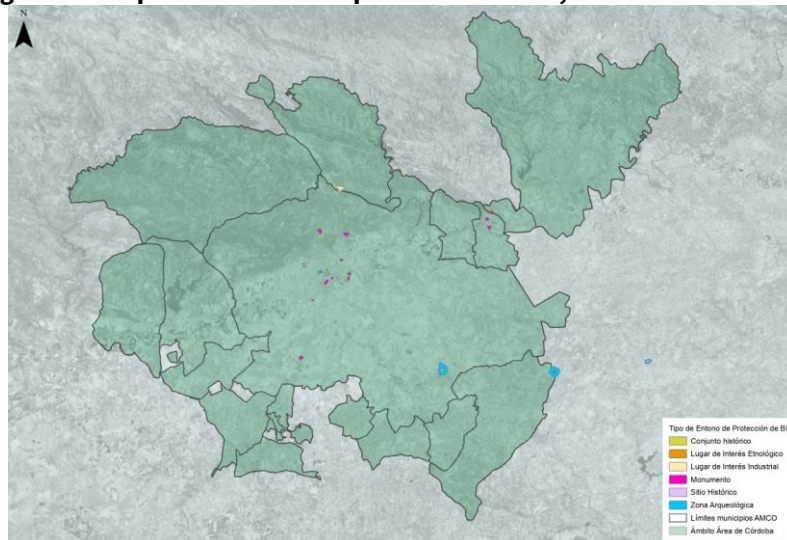 N
Tipo de Entono de Protección de BI
Conjunto histórico
Lugar de Interés Etnológico
Lugar de Interés Industrial
Monumento
Sitio Histórico
Zona Arqueológica
Límites municipios AMCO
Ámbito Área de Córdoba